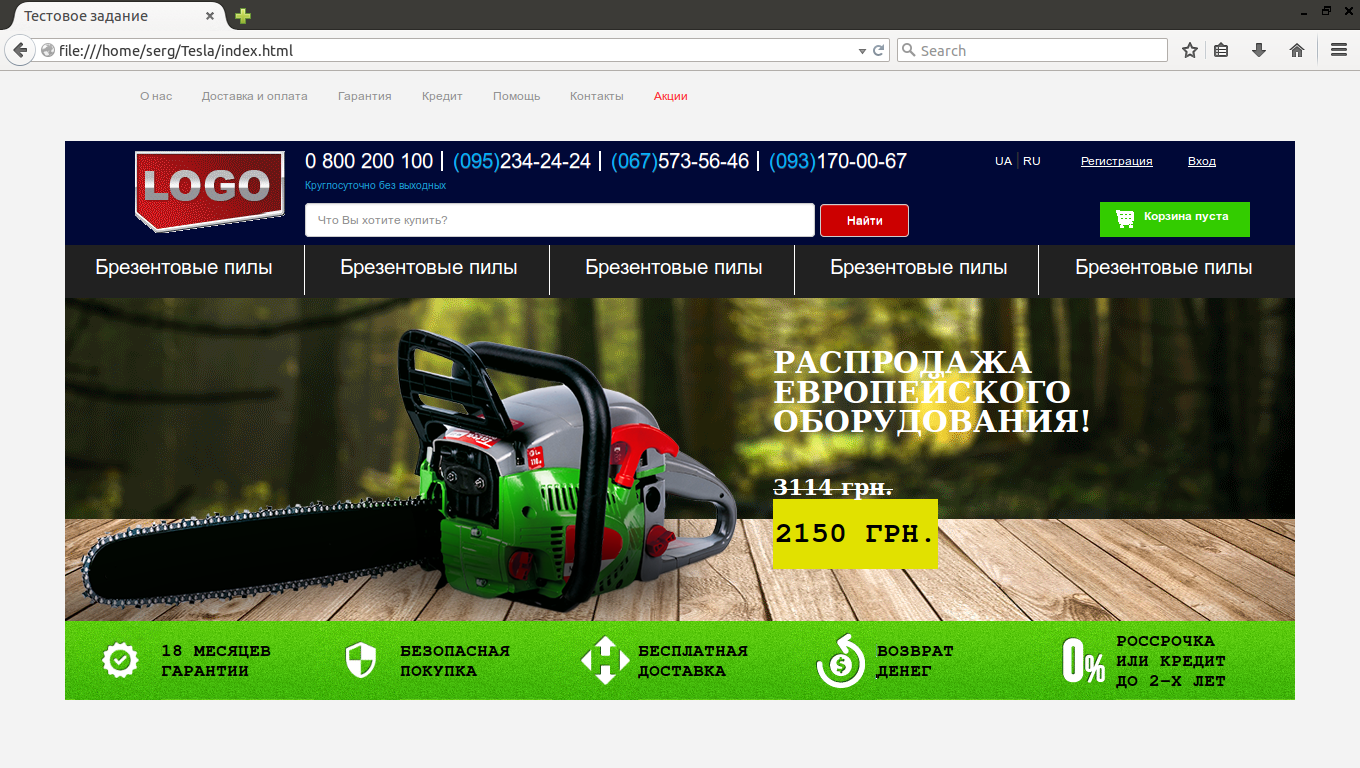 Тестовое задание
file:///home/serg/Tesla/index.html
Search
О нас Доставка и оплата Гарантия Кредит Помощь Контакты Акции
LOGO
0 800 200 100 (095)234-24-24 (067)573-56-46 (093)170-00-67
UA RU Регистрация Вход
Круглосуточно без выходных
Что Вы хотите купить? Найти
Корзина пуста
Брезентовые пилы Брезентовые пилы Брезентовые пилы Брезентовые пилы Брезентовые пилы
РАСПРОДАЖА
ЕВРОПЕЙСКОГО
ОБОРУДОВАНИЯ!
3114 грн.
2150 ГРН.
18 МЕСЯЦЕВ
ГАРАНТИИ
БЕЗОПАСНАЯ
ПОКУПКА
БЕСПЛАТНАЯ
ДОСТАВКА
$
ВОЗВРАТ
ДЕНЕГ
0%
РОССРОЧКА
ИЛИ КРЕДИТ
ДО 2-Х ЛЕТ